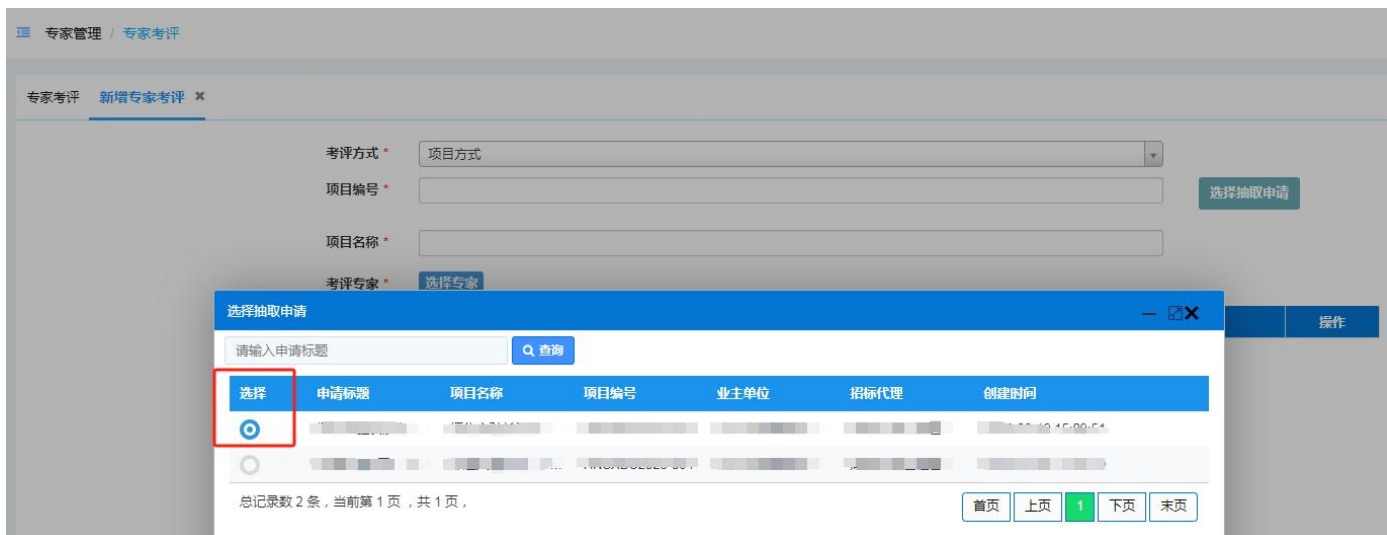 专家管理 / 专家考评
专家考评 新增专家考评 ×
考评方式 * 项目方式
项目编号 * 选择抽取申请
项目名称 *
考评专家 * 选择专家
操作
选择抽取申请
请输入申请标题 查询
选择 申请标题 项目名称 项目编号 业主单位 招标代理 创建时间
总记录数 2 条 , 当前第 1 页 , 共 1 页 ,
首页 上页 1 下页 末页